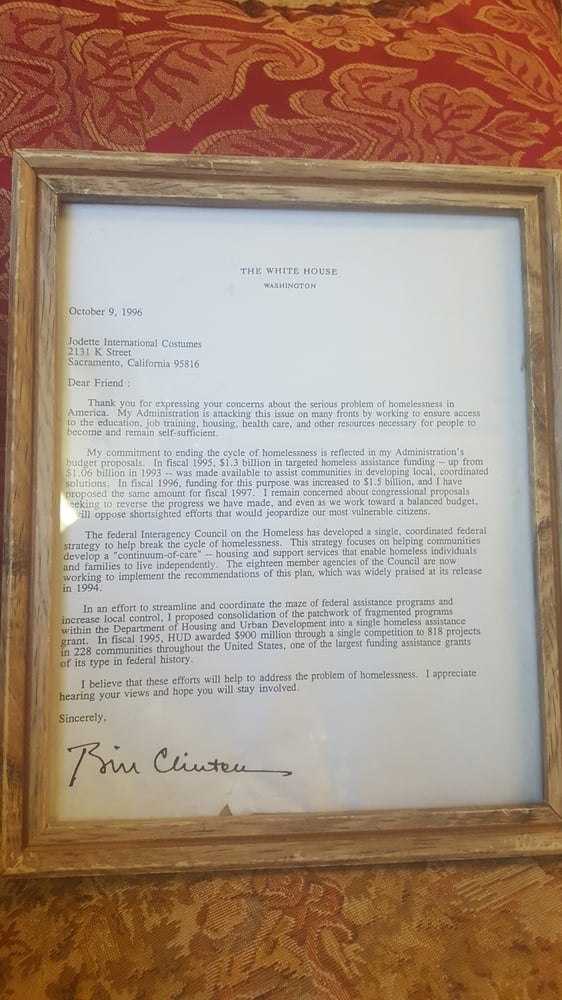 THE WHITE HOUSE
WASHINGTON
October 9, 1996
Jodette International Costumes
2131 K Street
Sacramento, California 95816
Dear Friend :
Thank you for expressing your concerns about the serious problem of homelessness in
America. My Administration is attacking this issue on many fronts by working to ensure access
to the education, job training, housing, health care, and other resources necessary for people to
become and remain self-sufficient.
My commitment to ending the cycle of homelessness is reflected in my Administration's
budget proposals. In fiscal 1995, $1.3 billion in targeted homeless assistance funding -- up from
$1.06 billion in 1993 -- was made available to assist communities in developing local, coordinated
solutions. In fiscal 1996, funding for this purpose was increased to $1.5 billion, and I have
proposed the same amount for fiscal 1997. I remain concerned about congressional proposals
seeking to reverse the progress we have made, and even as we work toward a balanced budget,
will oppose shortsighted efforts that would jeopardize our most vulnerable citizens.
The federal Interagency Council on the Homeless has developed a single, coordinated federal
strategy to help break the cycle of homelessness. This strategy focuses on helping communities
develop a "continuum-of-care" -- housing and support services that enable homeless individuals
and families to live independently. The eighteen member agencies of the Council are now
working to implement the recommendations of this plan, which was widely praised at its release
in 1994.
In an effort to streamline and coordinate the maze of federal assistance programs and
increase local control, I proposed consolidation of the patchwork of fragmented programs
within the Department of Housing and Urban Development into a single homeless assistance
grant. In fiscal 1995, HUD awarded $900 million through a single competition to 818 projects
in 228 communities throughout the United States, one of the largest funding assistance grants
of its type in federal history.
I believe that these efforts will help to address the problem of homelessness. I appreciate
hearing your views and hope you will stay involved.
Sincerely,
Bill Clinton